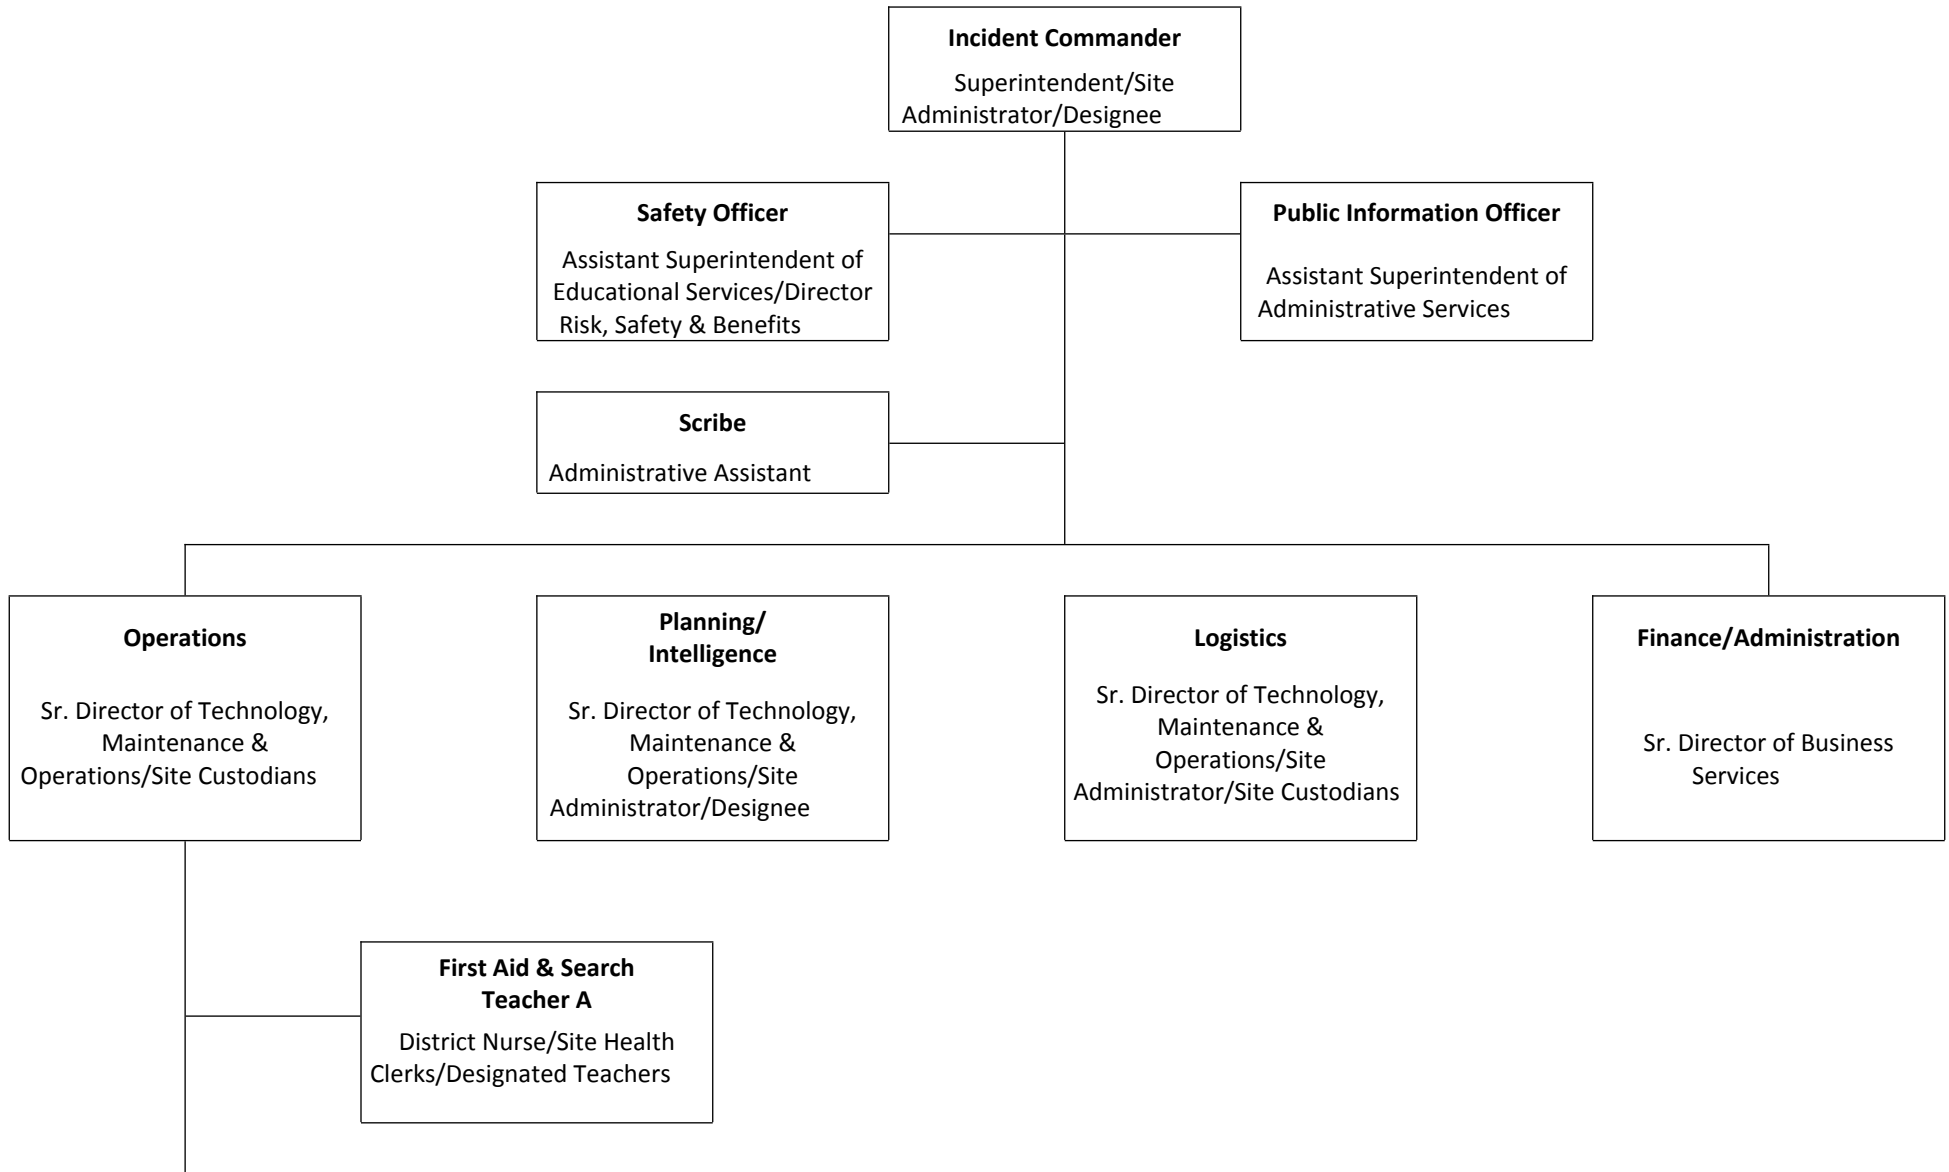 Incident Commander
Superintendent/Site
Administrator/Designee
Safety Officer
Assistant Superintendent of
Educational Services/Director
Risk, Safety & Benefits
Public Information Officer
Assistant Superintendent of
Administrative Services
Scribe
Administrative Assistant
Operations
Sr. Director of Technology,
Maintenance &
Operations/Site Custodians
Planning/
Intelligence
Sr. Director of Technology,
Maintenance &
Operations/Site
Administrator/Designee
Logistics
Sr. Director of Technology,
Maintenance &
Operations/Site
Administrator/Site Custodians
Finance/Administration
Sr. Director of Business
Services
First Aid & Search
Teacher A
District Nurse/Site Health
Clerks/Designated Teachers